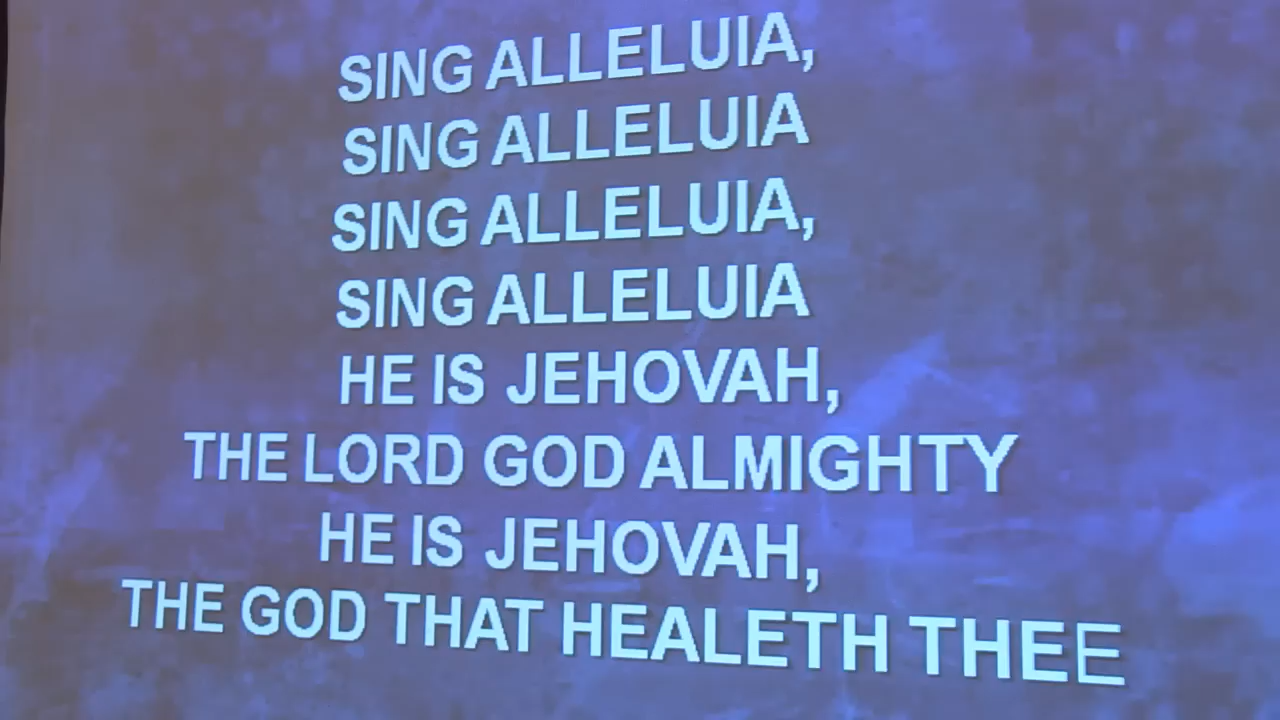 SING ALLELUIA,
SING ALLELUIA
SING ALLELUIA,
SING ALLELUIA
HE IS JEHOVAH,
THE LORD GOD ALMIGHTY
HE IS JEHOVAH,
THE GOD THAT HEALETH THEE